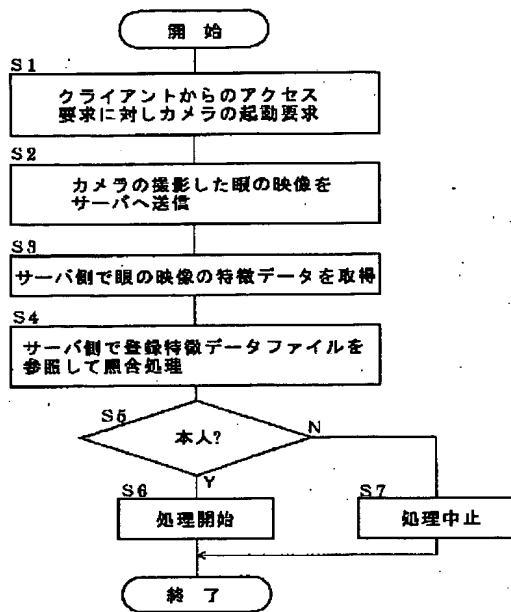 開 始
S1
クライアントからのアクセス
要求に対しカメラの起動要求
S2
カメラの撮影した眼の映像を
サーバへ送信
S3
サーバ側で眼の映像の特徴データを取得
S4
サーバ側で登録特徴データファイルを
参照して照合処理
S5
本人?
N
Y
S6
処理開始
S7
処理中止
終 了